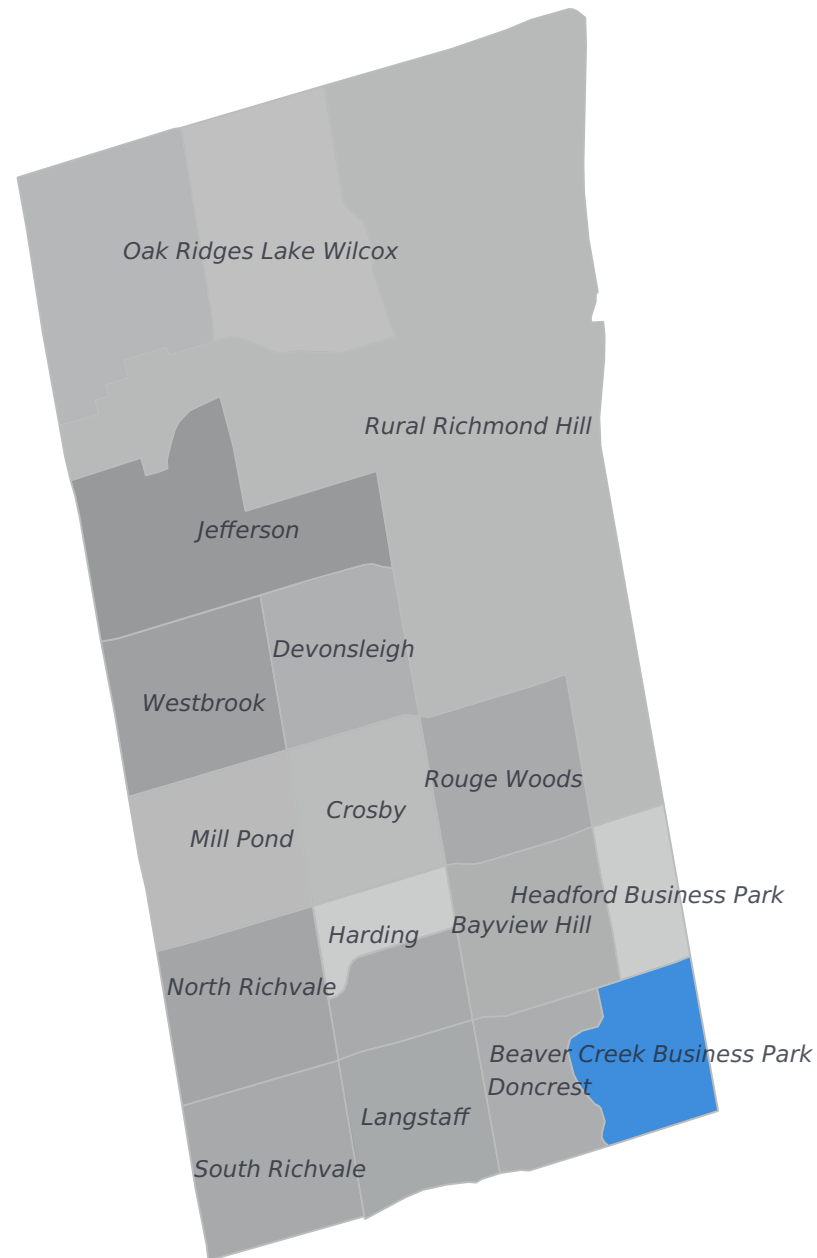 Oak Ridges Lake Wilcox
Rural Richmond Hill
Jefferson
Devonsleigh
Westbrook
Rouge Woods
Crosby
Mill Pond
Headford Business Park
Bayview Hill
Harding
North Richvale
Beaver Creek Business Park
Doncrest
Langstaff
South Richvale